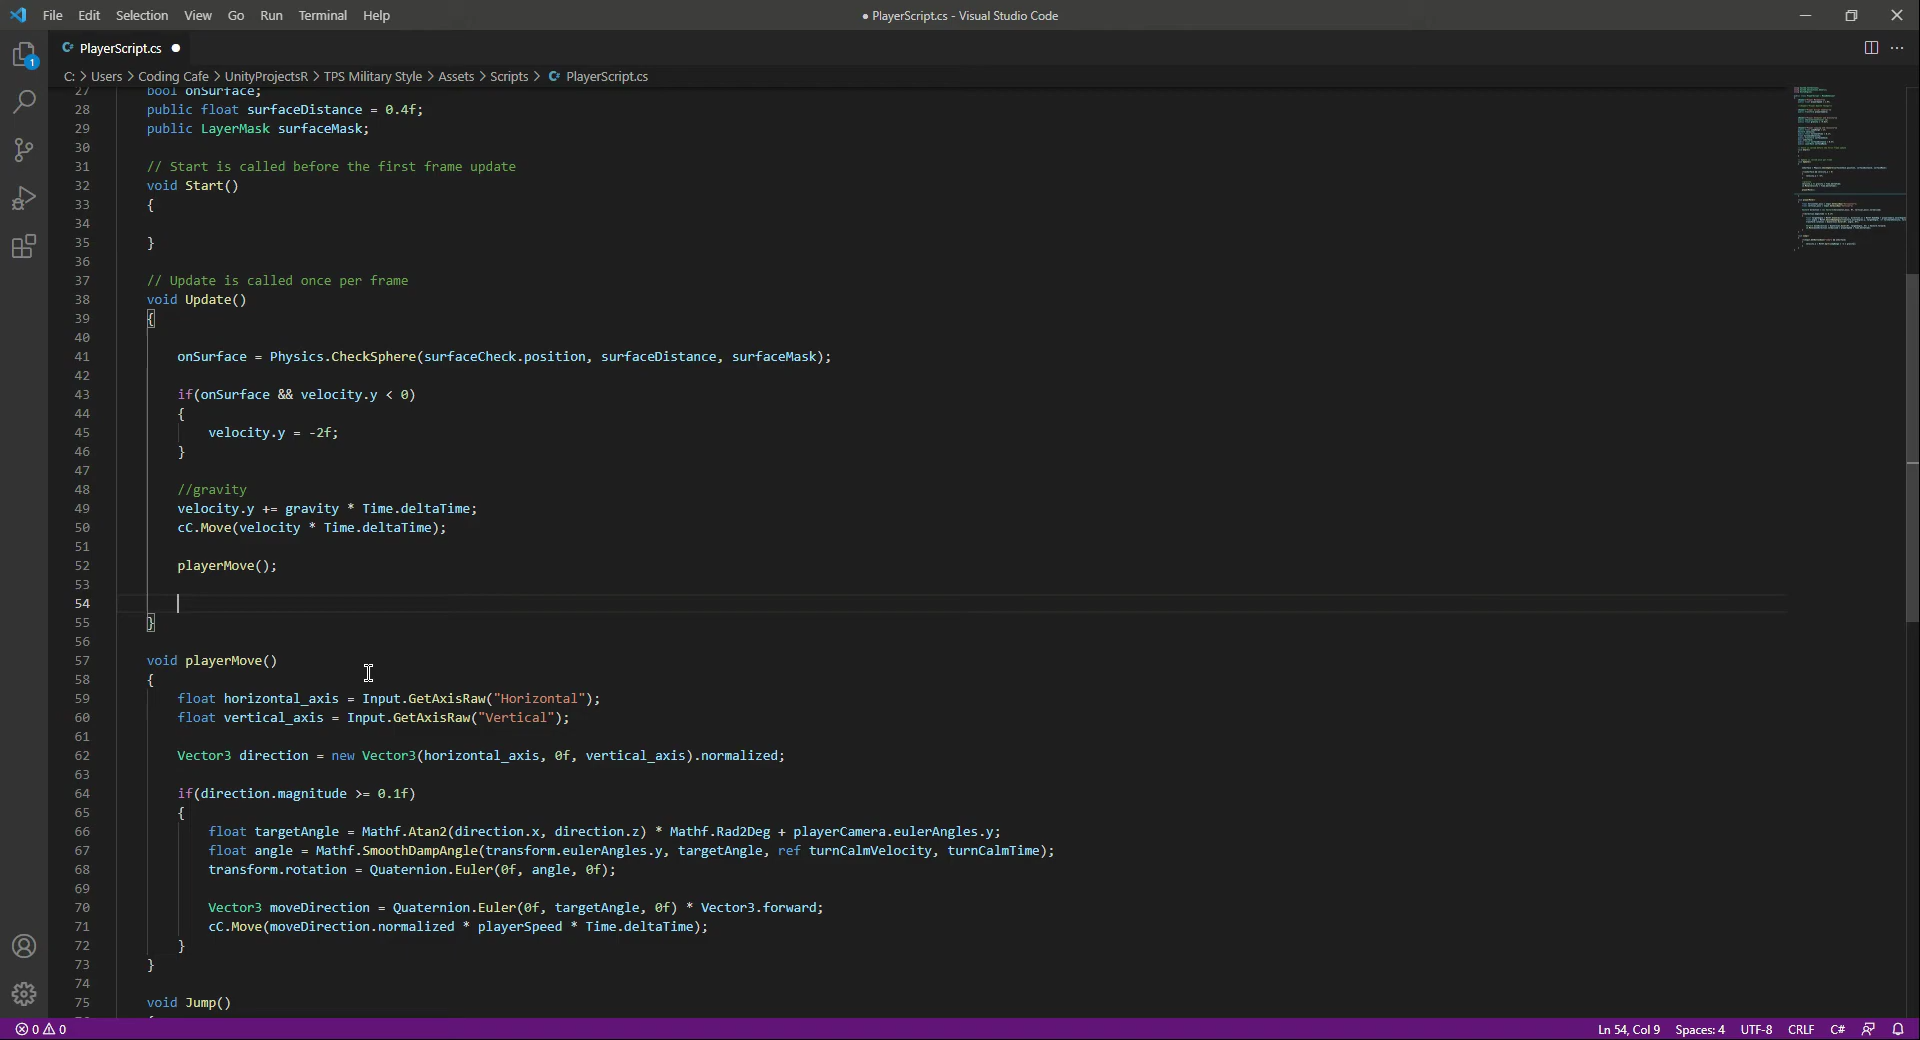 File Edit Selection View Go Run Terminal Help
● PlayerScript.cs - Visual Studio Code
PlayerScript.cs ●
C: > Users > Coding Cafe > UnityProjectsR > TPS Military Style > Assets > Scripts > PlayerScript.cs
1
27 bool onSurface;
28 public float surfaceDistance = 0.4f;
29 public LayerMask surfaceMask;
30
31 // Start is called before the first frame update
32 void Start()
33 {
34
35 }
36
37 // Update is called once per frame
38 void Update()
39 {
40
41 onSurface = Physics.CheckSphere(surfaceCheck.position, surfaceDistance, surfaceMask);
42
43 if(onSurface && velocity.y < 0)
44 {
45 velocity.y = -2f;
46 }
47
48 //gravity
49 velocity.y += gravity * Time.deltaTime;
50 cC.Move(velocity * Time.deltaTime);
51
52 playerMove();
53
54
55 }
56
57 void playerMove()
58 {
59 float horizontal_axis = Input.GetAxisRaw("Horizontal");
60 float vertical_axis = Input.GetAxisRaw("Vertical");
61
62 Vector3 direction = new Vector3(horizontal_axis, 0f, vertical_axis).normalized;
63
64 if(direction.magnitude >= 0.1f)
65 {
66 float targetAngle = Mathf.Atan2(direction.x, direction.z) * Mathf.Rad2Deg + playerCamera.eulerAngles.y;
67 float angle = Mathf.SmoothDampAngle(transform.eulerAngles.y, targetAngle, ref turnCalmVelocity, turnCalmTime);
68 transform.rotation = Quaternion.Euler(0f, angle, 0f);
69
70 Vector3 moveDirection = Quaternion.Euler(0f, targetAngle, 0f) * Vector3.forward;
71 cC.Move(moveDirection.normalized * playerSpeed * Time.deltaTime);
72 }
73 }
74
75 void Jump()
0 0 Ln 54, Col 9 Spaces: 4 UTF-8 CRLF C#